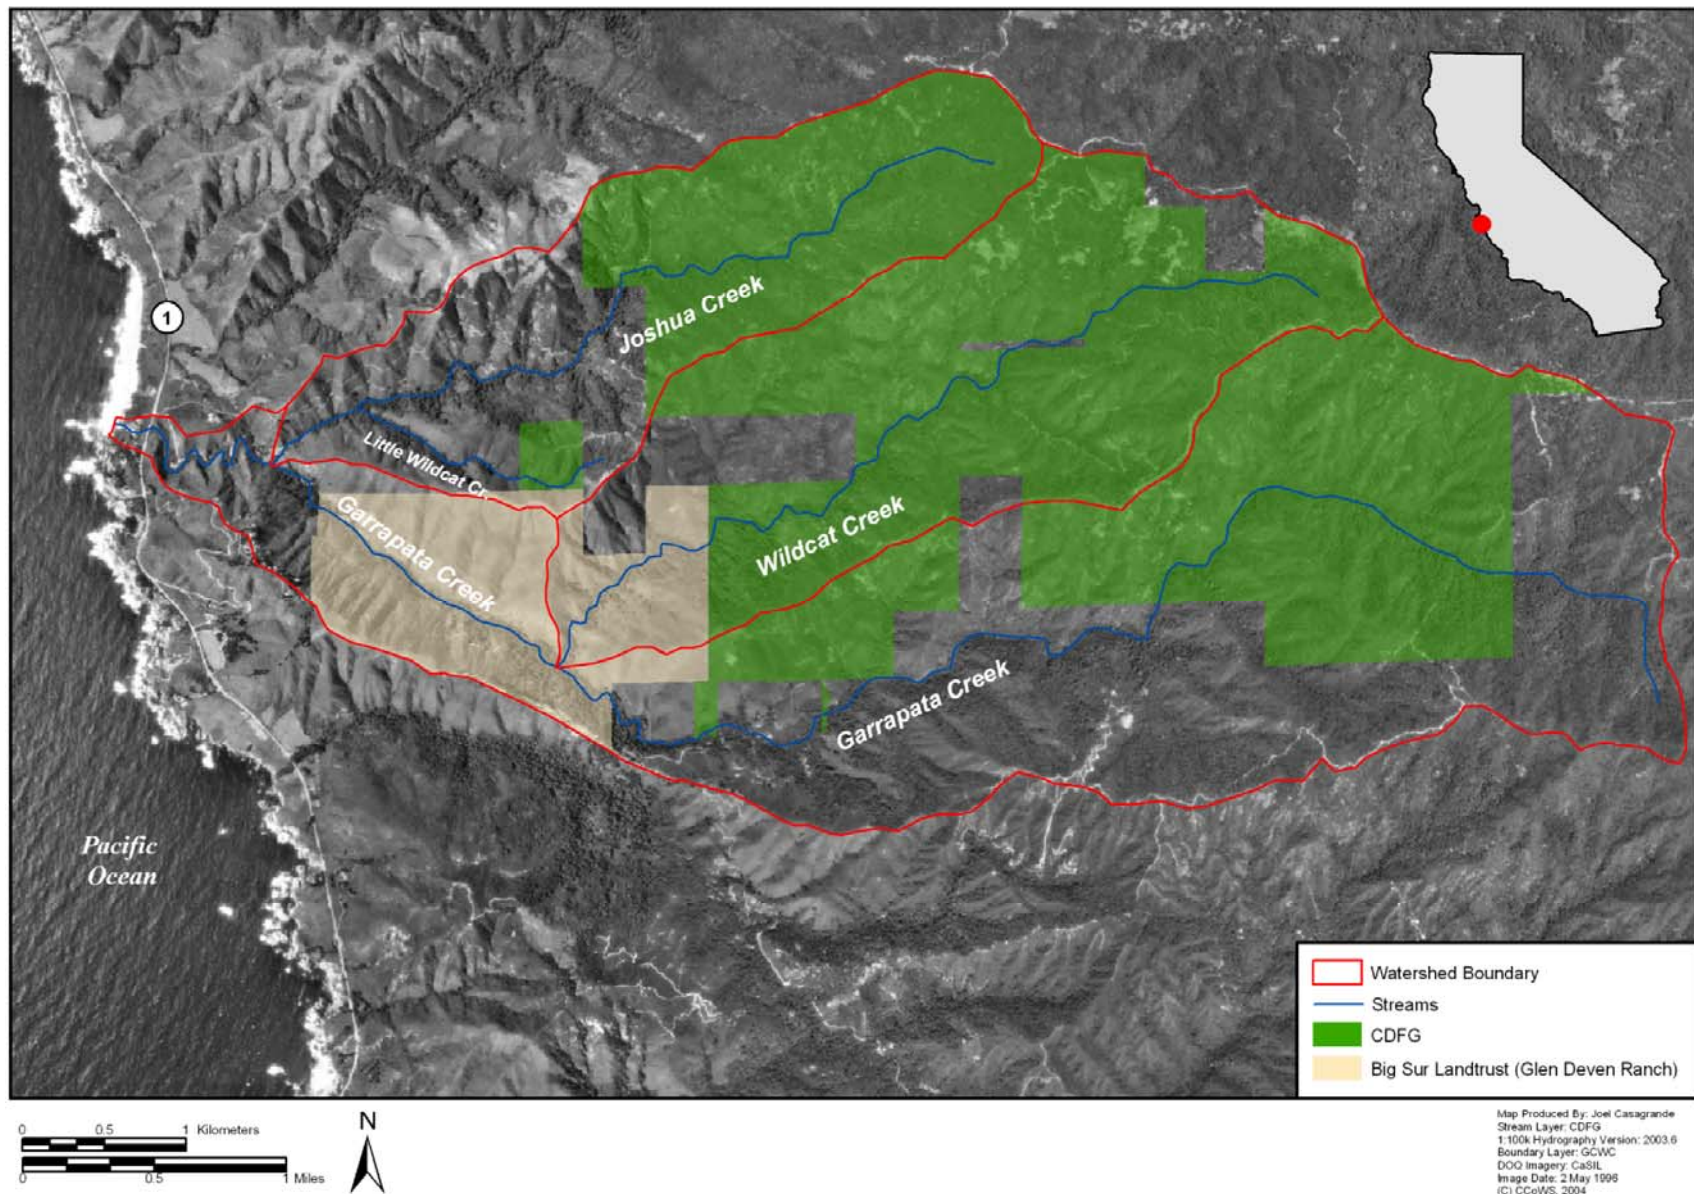 1
Joshua Creek
Little Wildcat Cr.
Garrapata Creek
Wildcat Creek
Garrapata Creek
Pacific
Ocean
Watershed Boundary
Streams
CDFG
Big Sur Landtrust (Glen Deven Ranch)
0 0.5 1 Kilometers
0 0.5 1 Miles
N
Map Produced By: Joel Casagrande
Stream Layer: CDFG
1:100k Hydrography Version: 2003.6
Boundary Layer: GCWC
DOQ Imagery: CaSIL
Image Date: 2 May 1996
(C) CCoWS, 2004